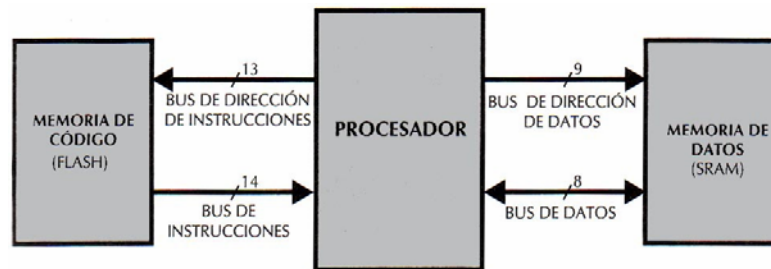 MEMORIA DE
CÓDIGO
(FLASH)
13
BUS DE DIRECCIÓN
DE INSTRUCCIONES
14
BUS DE
INSTRUCCIONES
PROCESADOR
9
BUS DE DIRECCIÓN
DE DATOS
8
BUS DE DATOS
MEMORIA DE
DATOS
(SRAM)